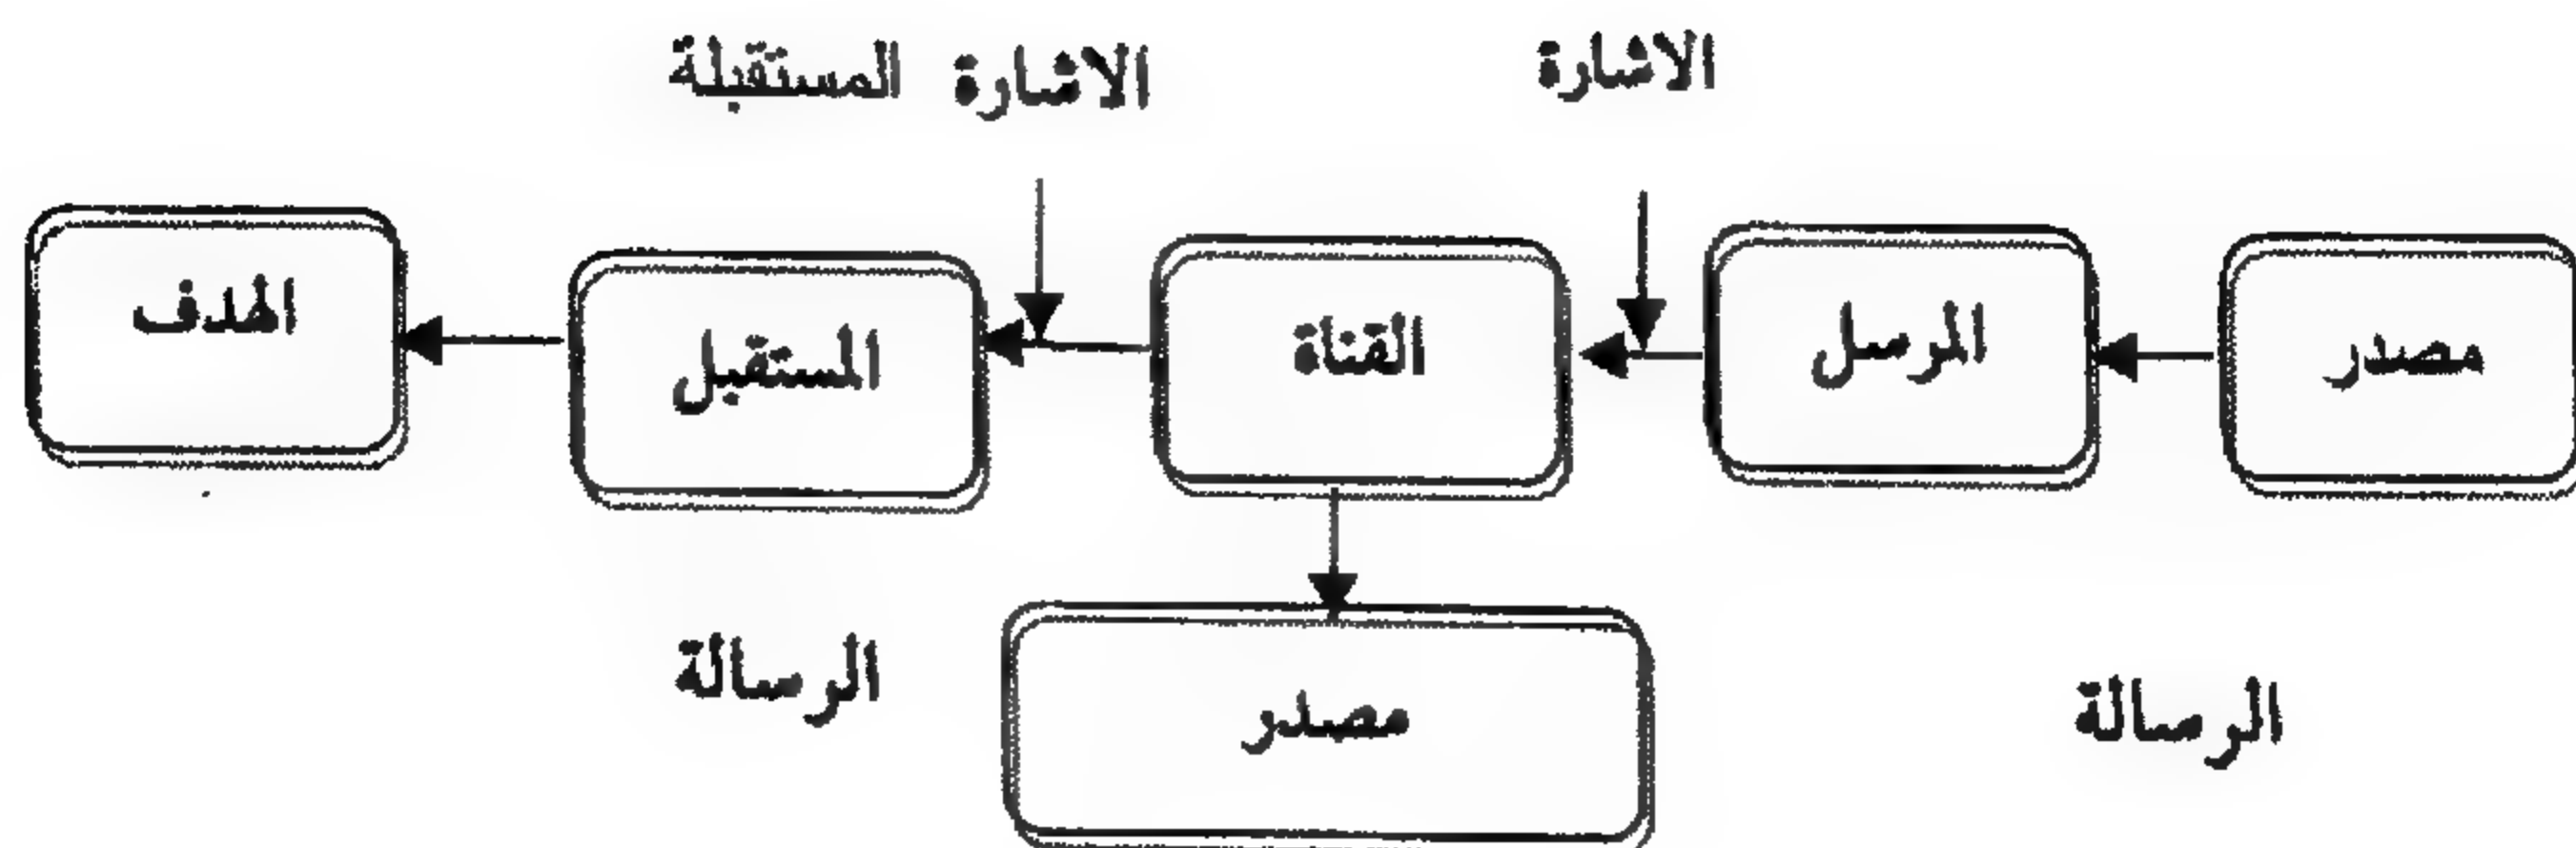 الاشارة
الاشارة المستقبلة
مصدر
المرسل
القناة
المستقبل
الهدف
الرسالة
مصدر
الرسالة